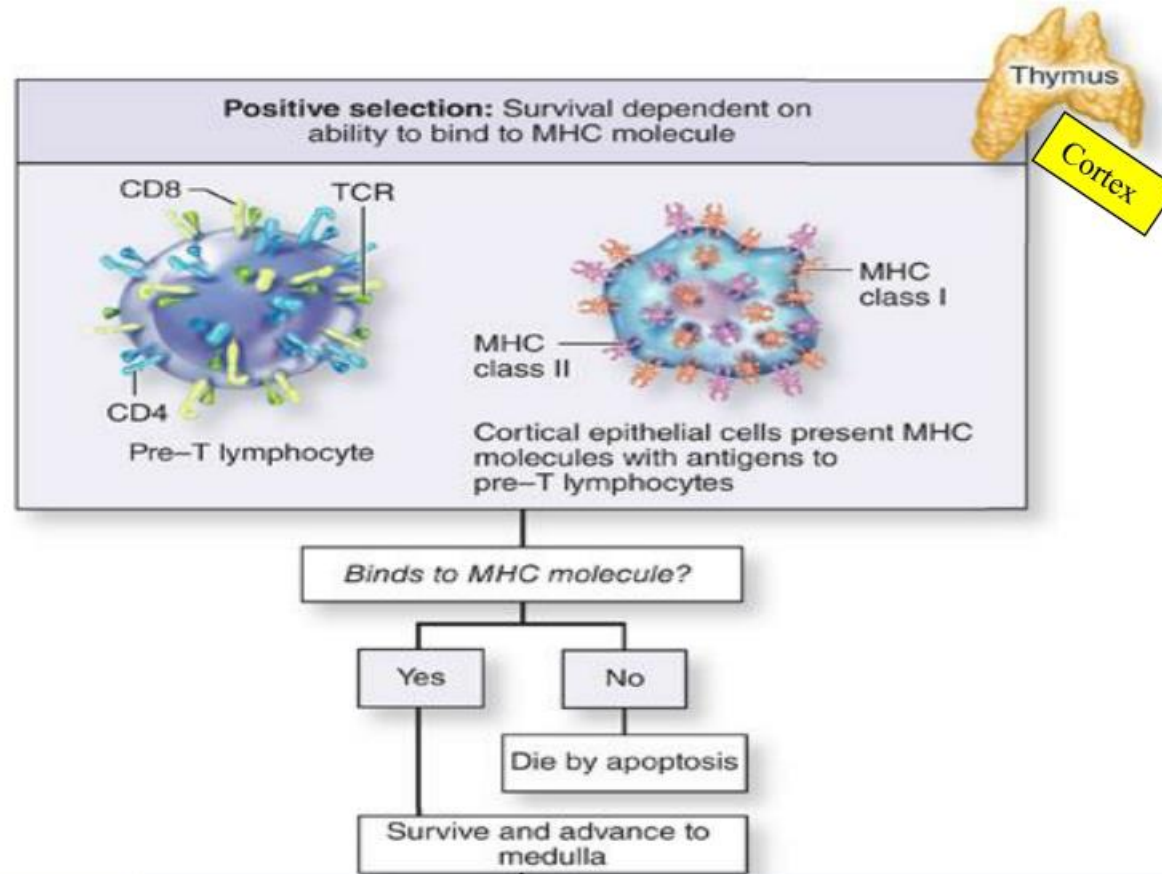 Thymus
Cortex
Positive selection: Survival dependent on
ability to bind to MHC molecule
CD8
TCR
CD4
Pre–T lymphocyte
MHC
class I
MHC
class II
Cortical epithelial cells present MHC
molecules with antigens to
pre–T lymphocytes
Binds to MHC molecule?
Yes
No
Die by apoptosis
Survive and advance to
medulla